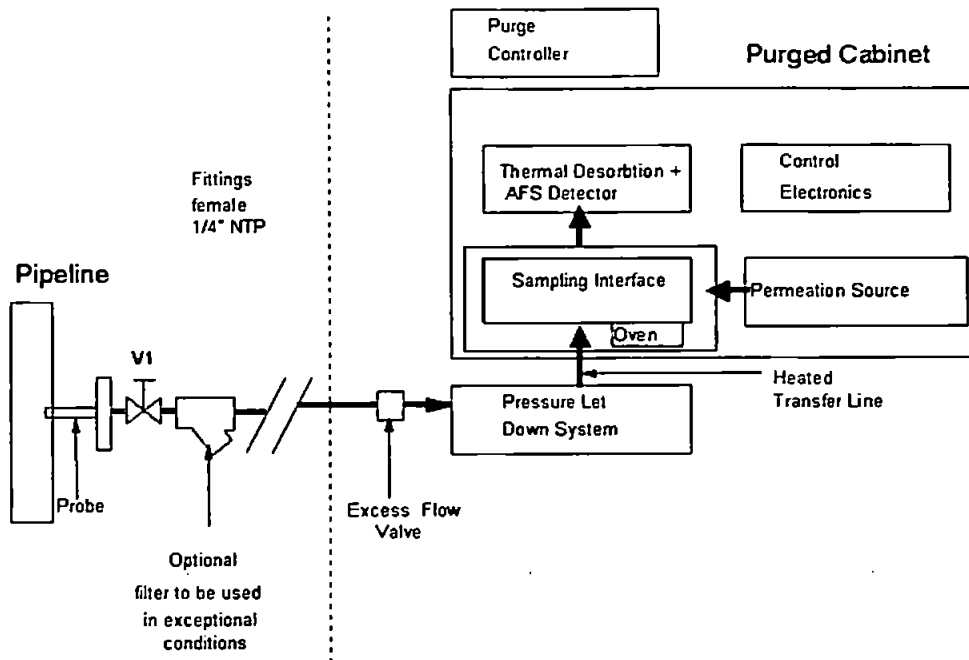 Purge
Controller
Purged Cabinet
Thermal Desorbtion +
AFS Detector
Control
Electronics
Fittings
female
1/4" NTP
Pipeline
Sampling Interface
Permeation Source
Oven
V1
Heated
Transfer Line
Pressure Let
Down System
Probe
Excess Flow
Valve
Optional
filter to be used
in exceptional
conditions